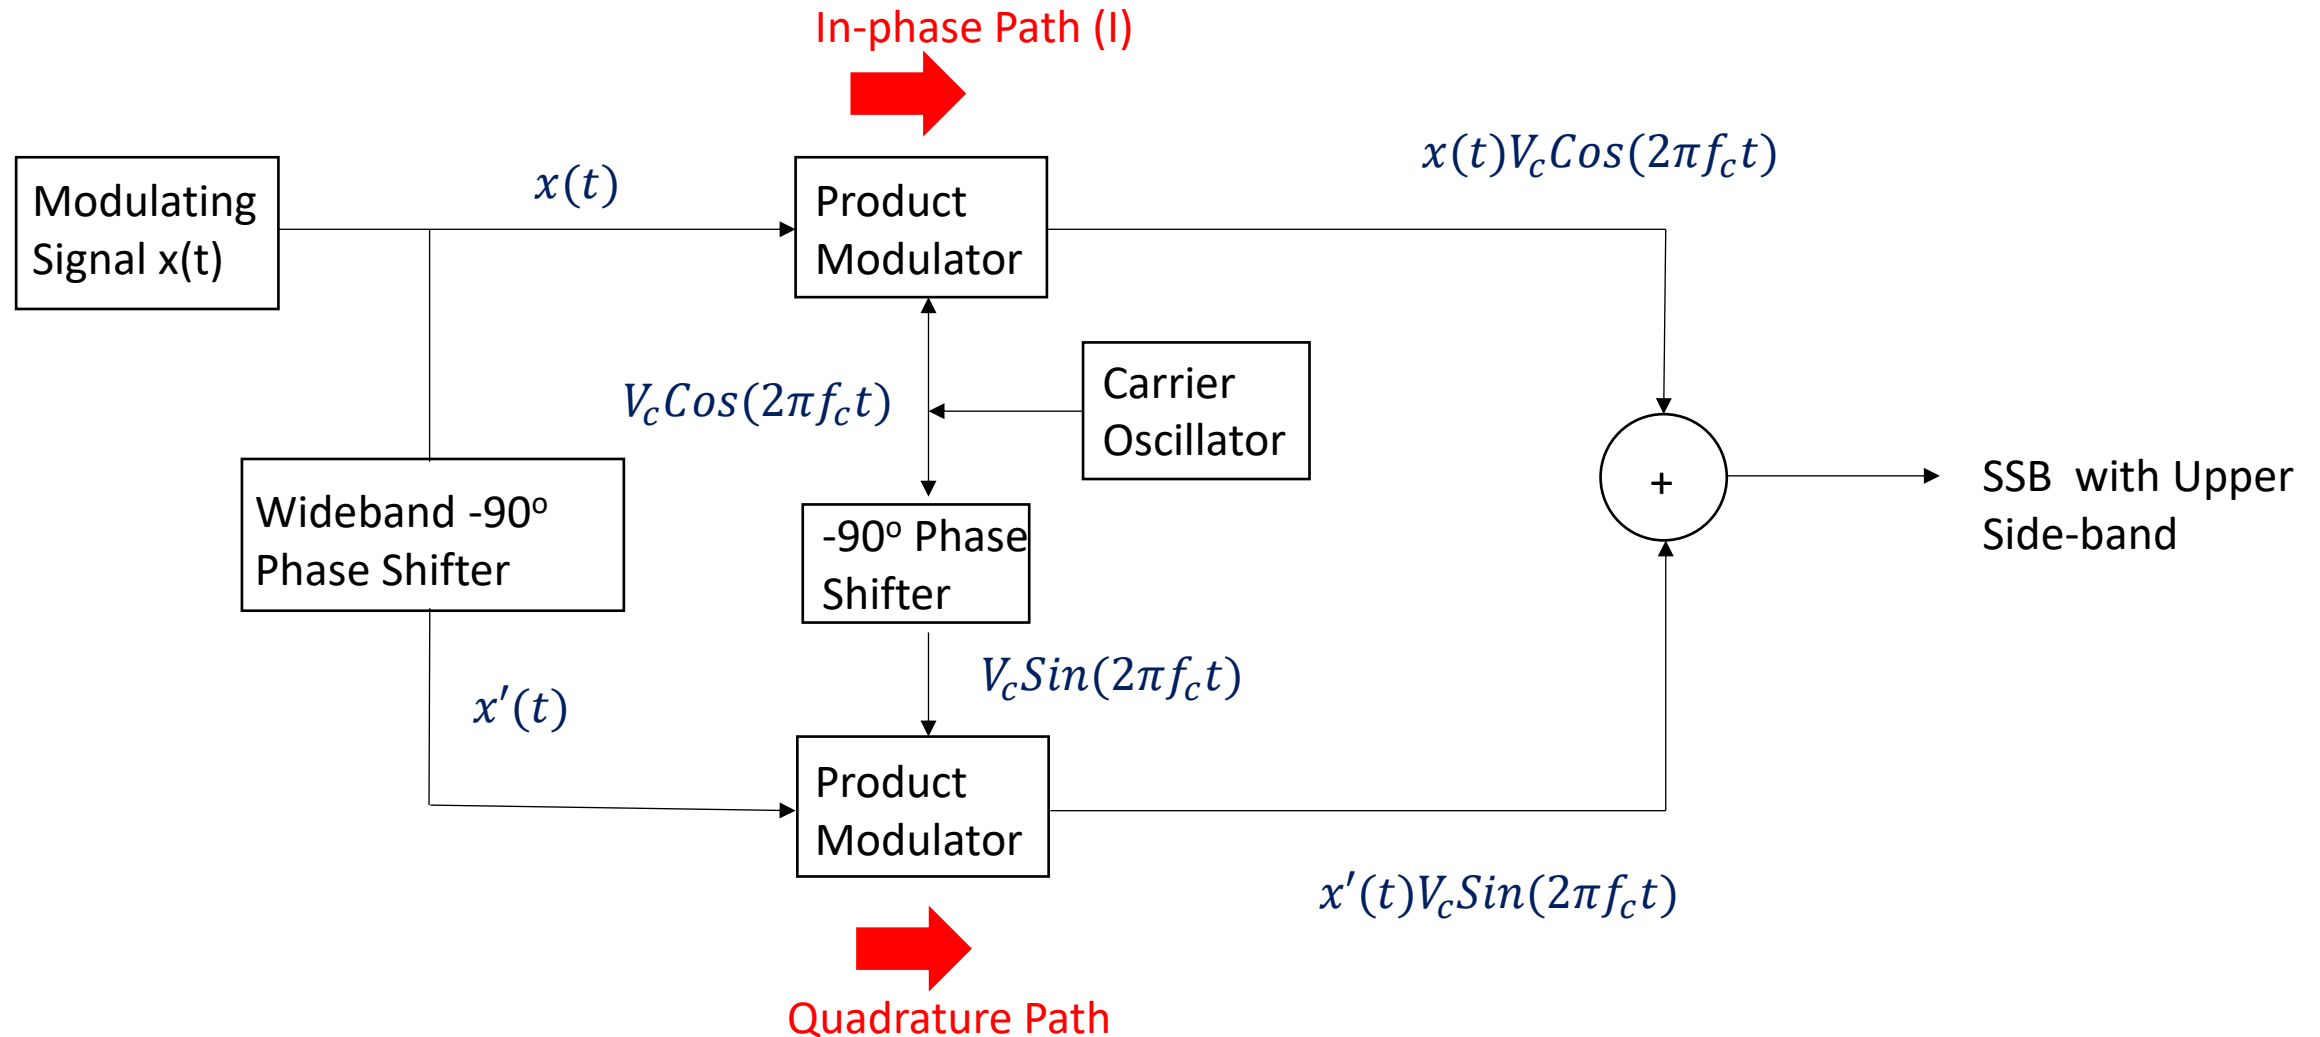 In-phase Path (I)
Modulating
Signal x(t)
x(t)
Product
Modulator
x(t)V_cCos(2πf_ct)
V_cCos(2πf_ct)
Carrier
Oscillator
Wideband -90º
Phase Shifter
-90º Phase
Shifter
+
SSB with Upper
Side-band
x′(t)
V_cSin(2πf_ct)
Product
Modulator
x′(t)V_cSin(2πf_ct)
Quadrature Path